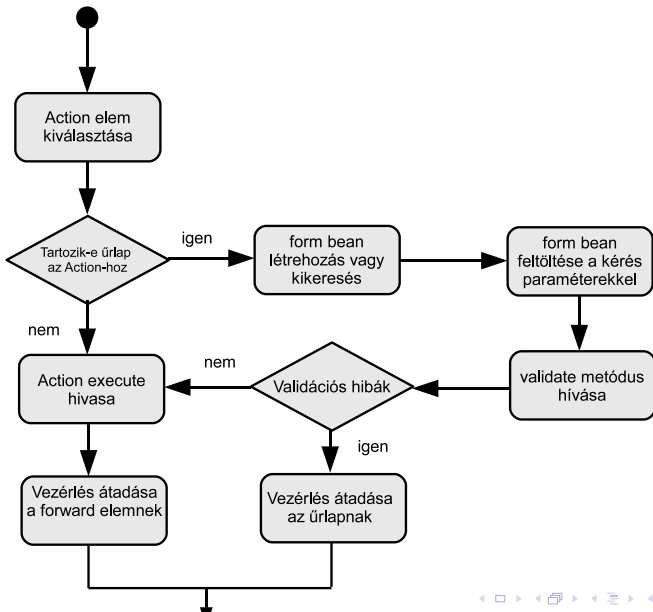 Action elem
kiválasztása
Tartozik-e űrlap
az Action-hoz
igen
form bean
létrehozás vagy
kikeresés
form bean
feltöltése a kérés
paraméterekkel
nem
Action execute
hivasa
nem
Validációs hibák
validate metódus
hívása
igen
Vezérlés átadása
a forward elemnek
Vezérlés átadása
az űrlapnak